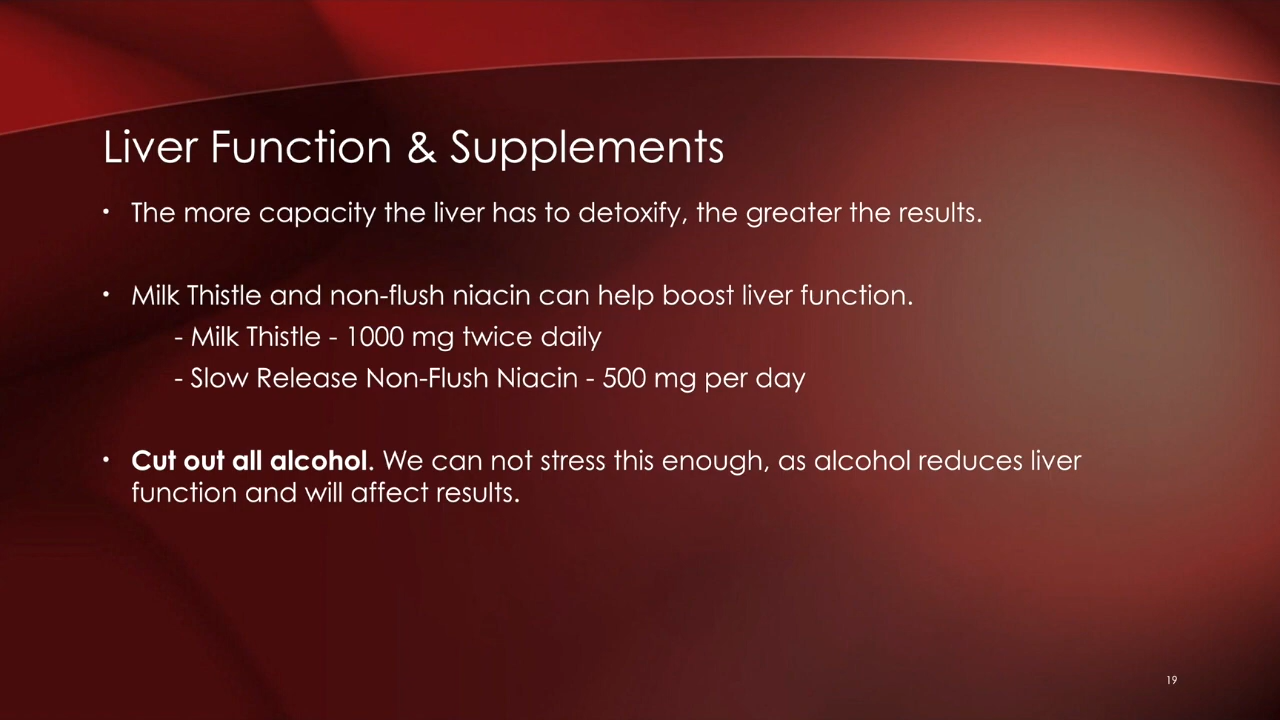 Liver Function & Supplements
• The more capacity the liver has to detoxify, the greater the results.
• Milk Thistle and non-flush niacin can help boost liver function.
- Milk Thistle - 1000 mg twice daily
- Slow Release Non-Flush Niacin - 500 mg per day
• Cut out all alcohol. We can not stress this enough, as alcohol reduces liver
function and will affect results.
19